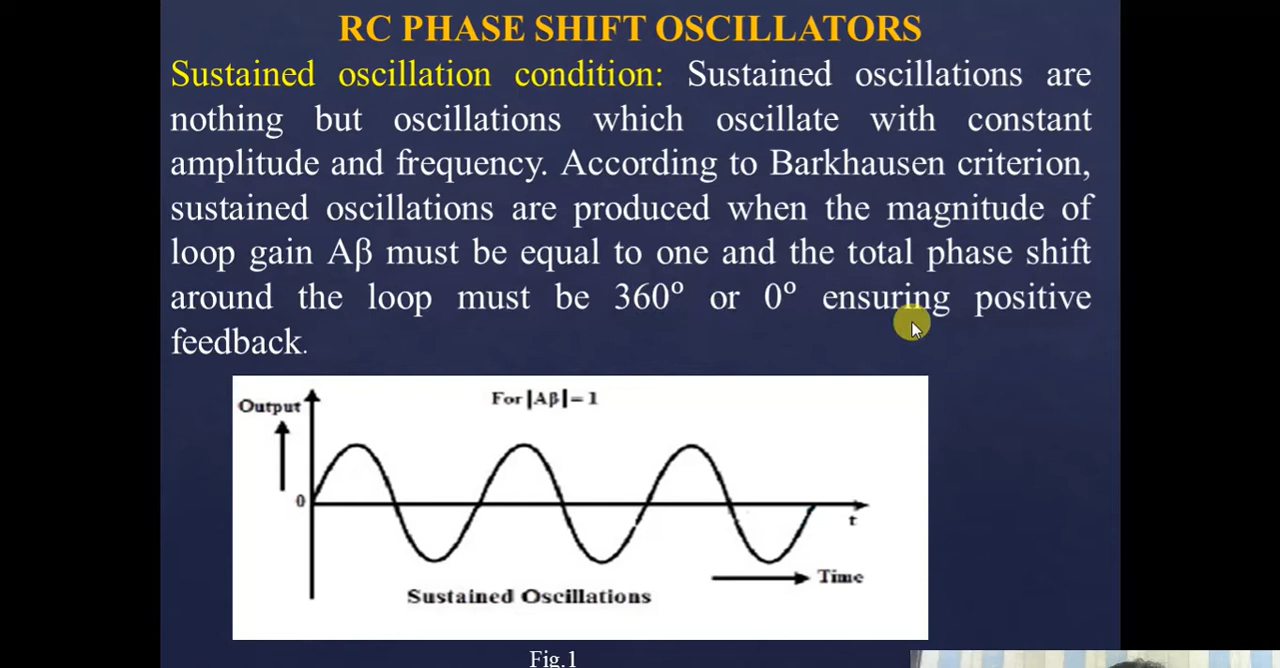 RC PHASE SHIFT OSCILLATORS
Sustained oscillation condition: Sustained oscillations are
nothing but oscillations which oscillate with constant
amplitude and frequency. According to Barkhausen criterion,
sustained oscillations are produced when the magnitude of
loop gain Aβ must be equal to one and the total phase shift
around the loop must be 360º or 0º ensuring positive
feedback.
For |Aβ|= 1
Output
0
t
Time
Sustained Oscillations
Fig.1